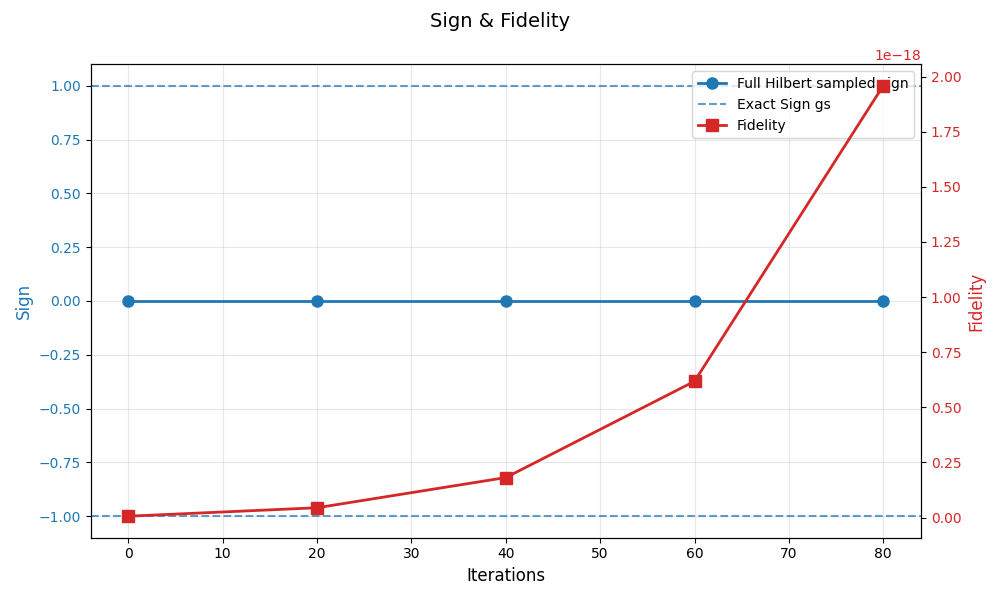 Sign & Fidelity
1e−18
Full Hilbert sampled sign
Exact Sign gs
Fidelity
Sign
1.00
0.75
0.50
0.25
0.00
−0.25
−0.50
−0.75
−1.00
2.00
1.75
1.50
1.25
1.00
0.75
0.50
0.25
0.00
Fidelity
0 10 20 30 40 50 60 70 80
Iterations